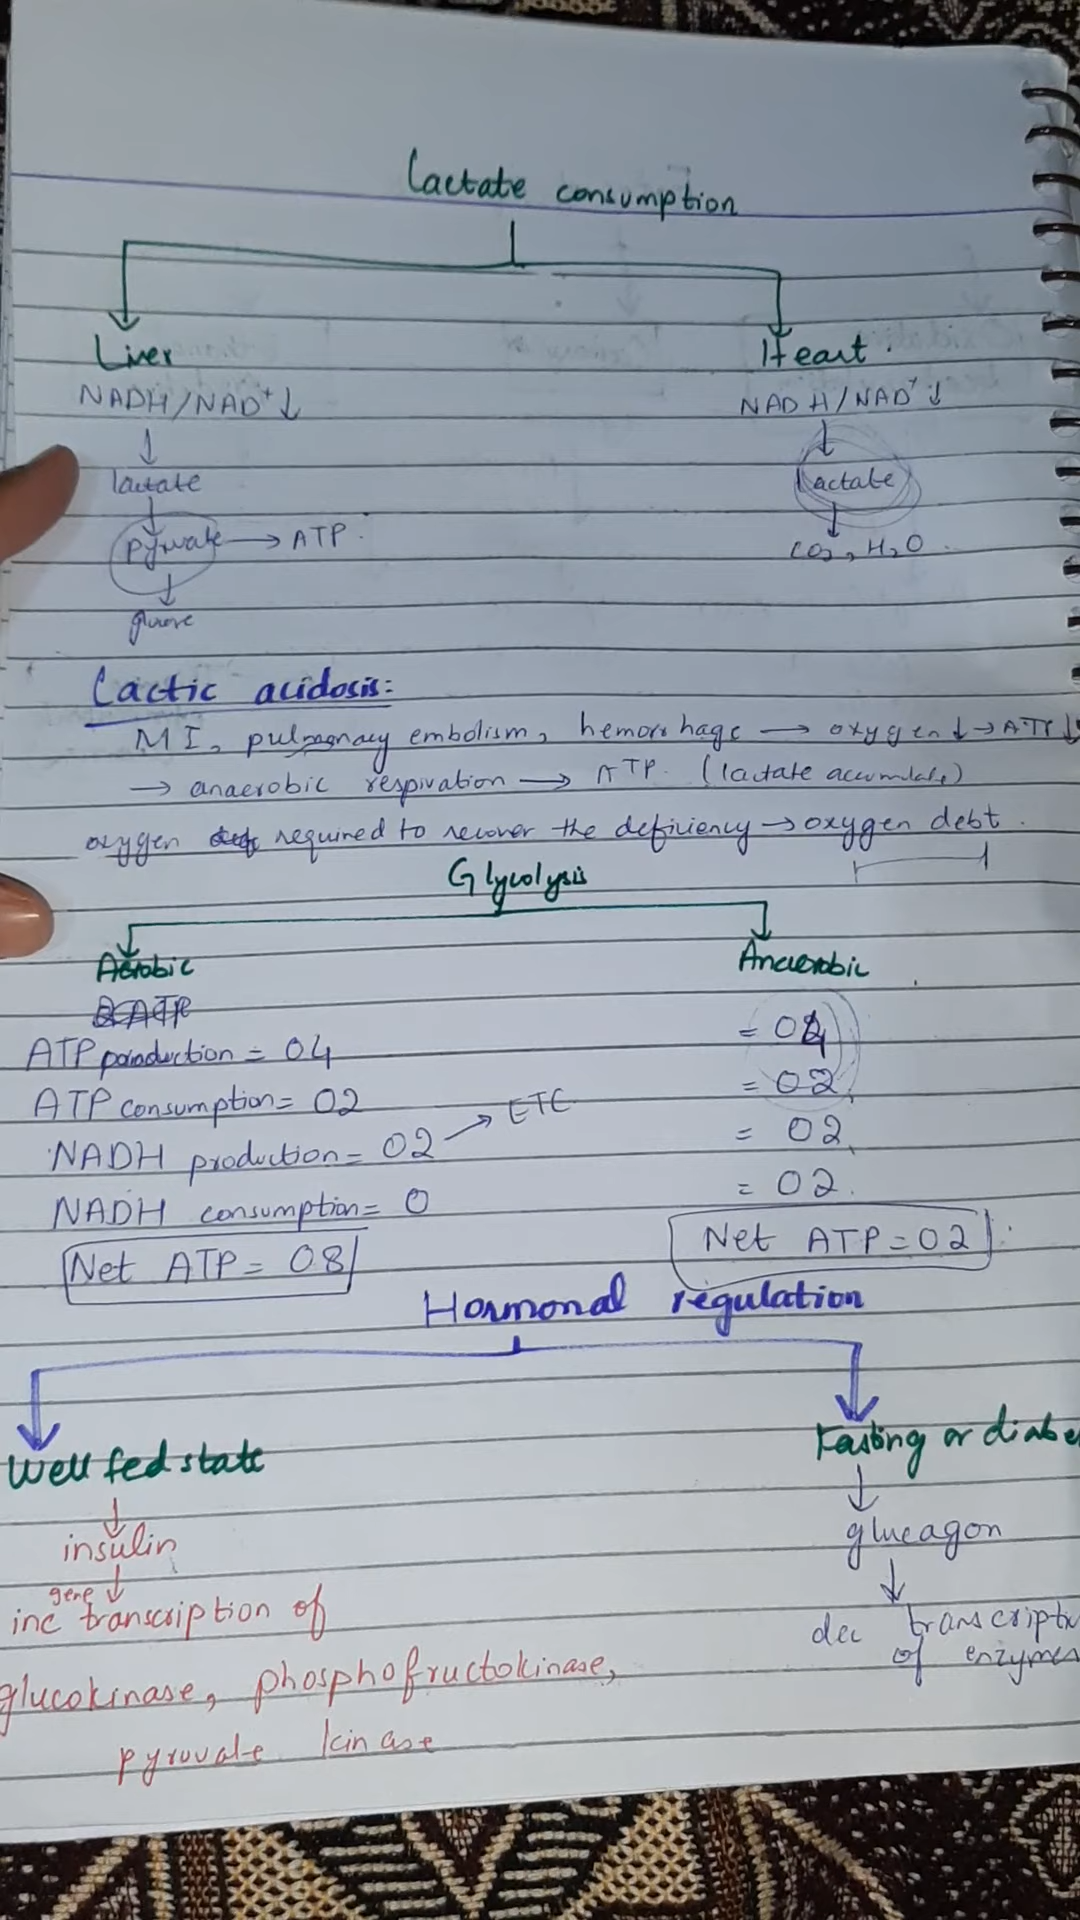 Lactate consumption
Liver
Heart.
NADH/NAD⁺↓
NADH/NAD⁺↓
↓
↓
lactate
Lactate
↓
↓
Pyruvate → ATP.
CO₂, H₂O.
↓
Lactic acidosis:
MI, pulmonary embolism, hemorrhage → oxygen↓→ATP↓
→ anaerobic respiration → ATP. (lactate accumulate)
oxygen required to recover the deficiency → oxygen debt.
Glycolysis
Aerobic
Anaerobic
2 ATP
ATP production = 04
= 04
ATP consumption = 02
= 02
NADH production = 02 → ETC
= 02
NADH consumption = 0
= 02.
Net ATP = 08
Net ATP = 02
Hormonal regulation
Well fed state
Fasting or diabe
↓
↓
insulin
glucagon
gene ↓
↓
inc transcription of
dec transcriptio
of enzymes
glucokinase, phosphofructokinase,
pyruvate kinase